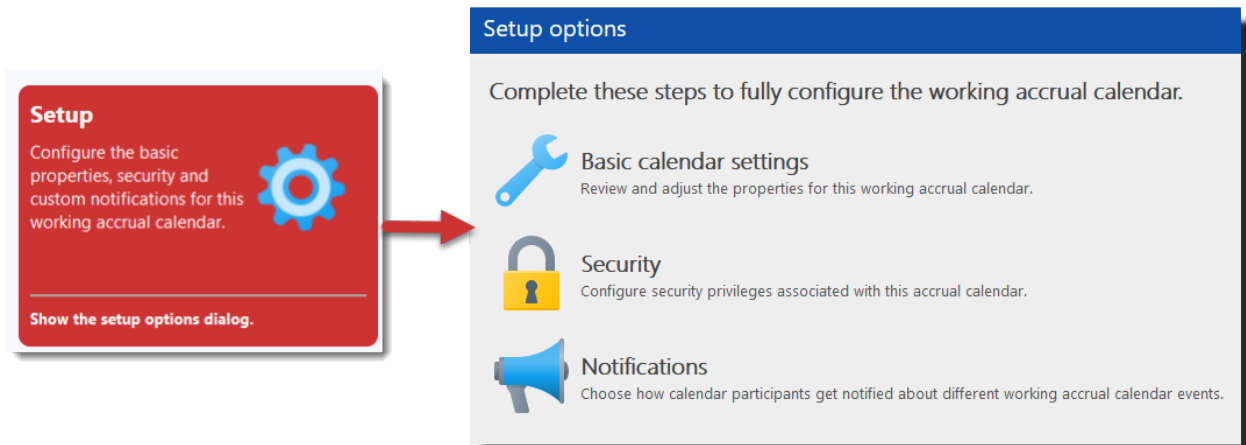 Setup
Configure the basic
properties, security and
custom notifications for this
working accrual calendar.
Show the setup options dialog.
Setup options
Complete these steps to fully configure the working accrual calendar.
Basic calendar settings
Review and adjust the properties for this working accrual calendar.
Security
Configure security privileges associated with this accrual calendar.
Notifications
Choose how calendar participants get notified about different working accrual calendar events.